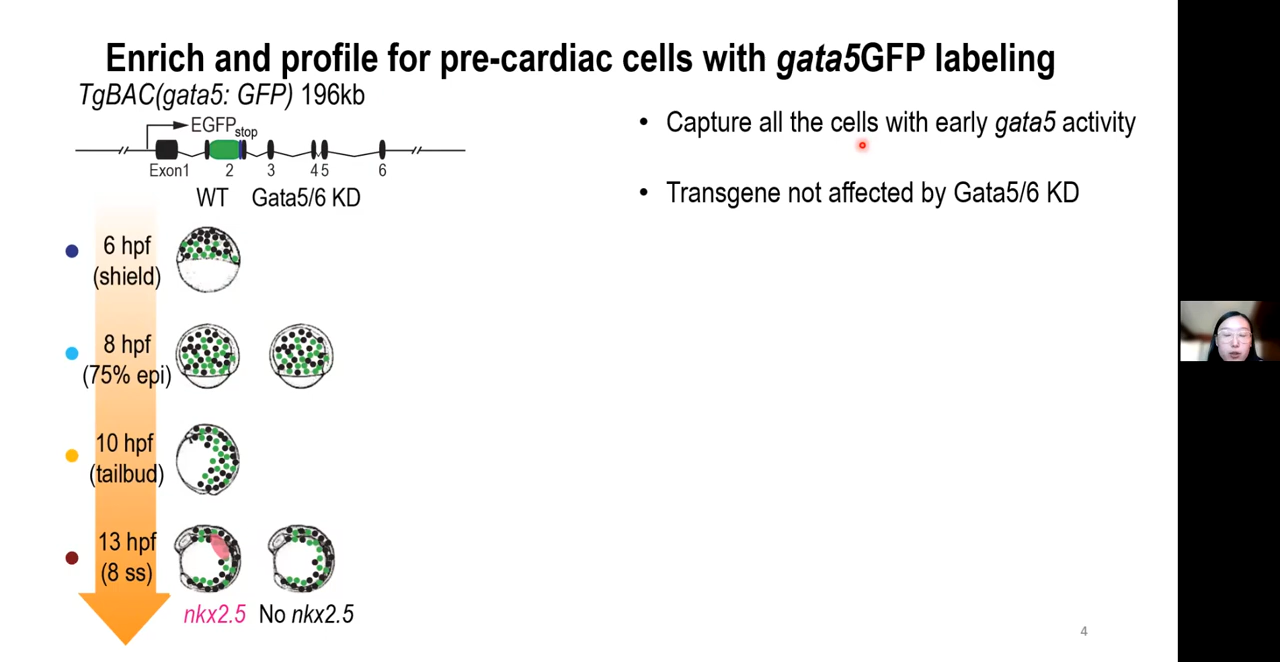 Enrich and profile for pre-cardiac cells with gata5GFP labeling
TgBAC(gata5: GFP) 196kb
EGFP
stop
Exon1 2 3 4 5 6
WT Gata5/6 KD
6 hpf
(shield)
8 hpf
(75% epi)
10 hpf
(tailbud)
13 hpf
(8 ss)
nkx2.5 No nkx2.5
• Capture all the cells with early gata5 activity
• Transgene not affected by Gata5/6 KD
4